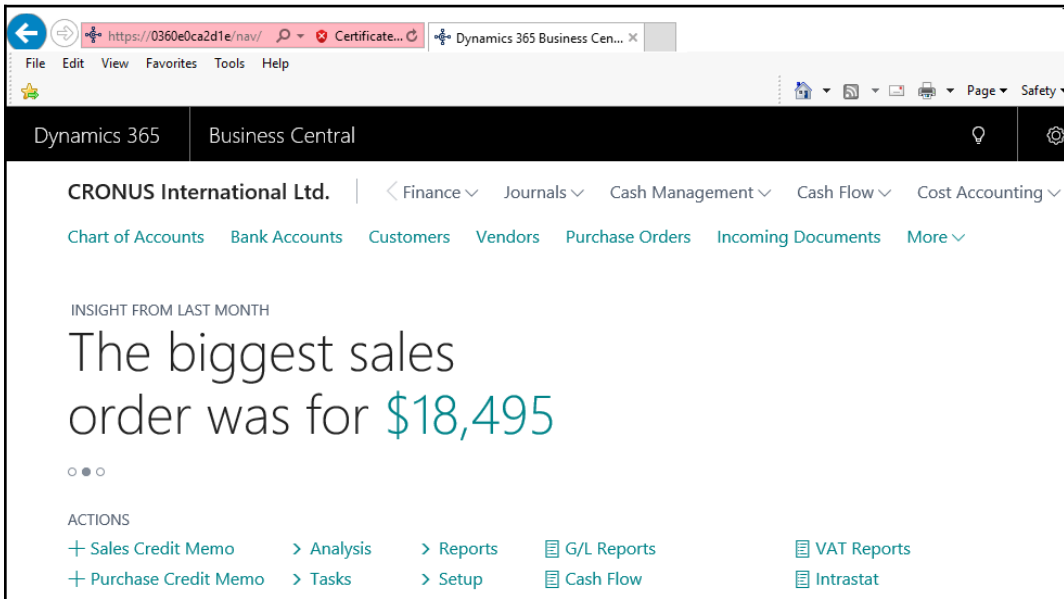 https://0360e0ca2d1e/nav/ Certificate... Dynamics 365 Business Cen...
File Edit View Favorites Tools Help
Page Safety
Dynamics 365 Business Central
CRONUS International Ltd. Finance Journals Cash Management Cash Flow Cost Accounting
Chart of Accounts Bank Accounts Customers Vendors Purchase Orders Incoming Documents More
INSIGHT FROM LAST MONTH
The biggest sales
order was for $18,495
ACTIONS
+ Sales Credit Memo > Analysis > Reports G/L Reports VAT Reports
+ Purchase Credit Memo > Tasks > Setup Cash Flow Intrastat